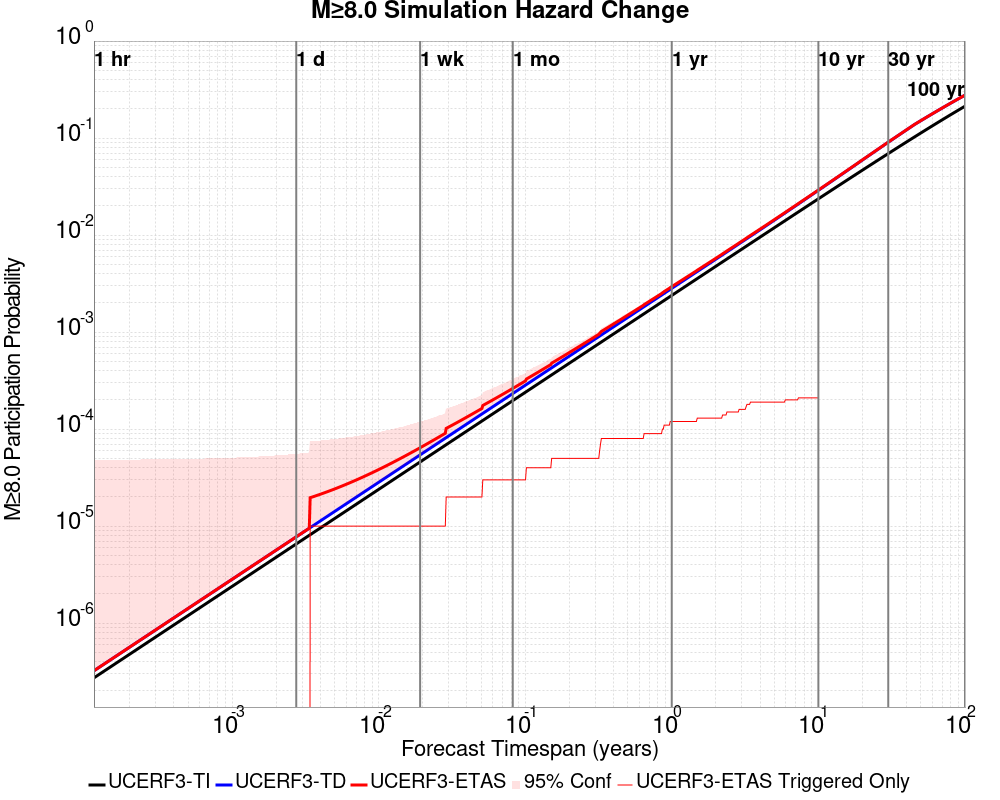 M≥8.0 Simulation Hazard Change
10^0
10^-1
10^-2
10^-3
10^-4
10^-5
10^-6
M≥8.0 Participation Probability
1 hr
1 d
1 wk
1 mo
1 yr
10 yr
30 yr
100 yr
10^-3
10^-2
10^-1
10^0
10^1
10^2
Forecast Timespan (years)
UCERF3-TI UCERF3-TD UCERF3-ETAS 95% Conf UCERF3-ETAS Triggered Only